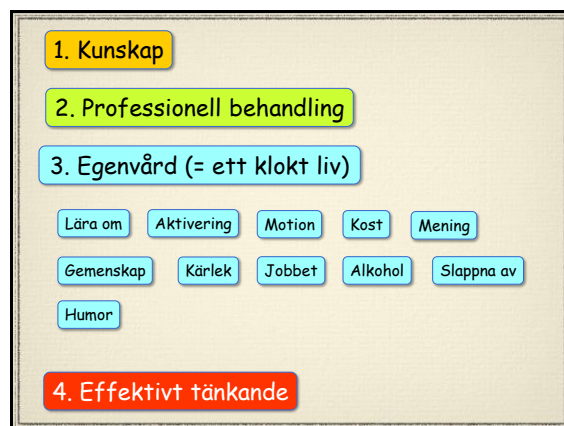 1. Kunskap
2. Professionell behandling
3. Egenvård (= ett klokt liv)
Lära om Aktivering Motion Kost Mening
Gemenskap Kärlek Jobbet Alkohol Slappna av
Humor
4. Effektivt tänkande